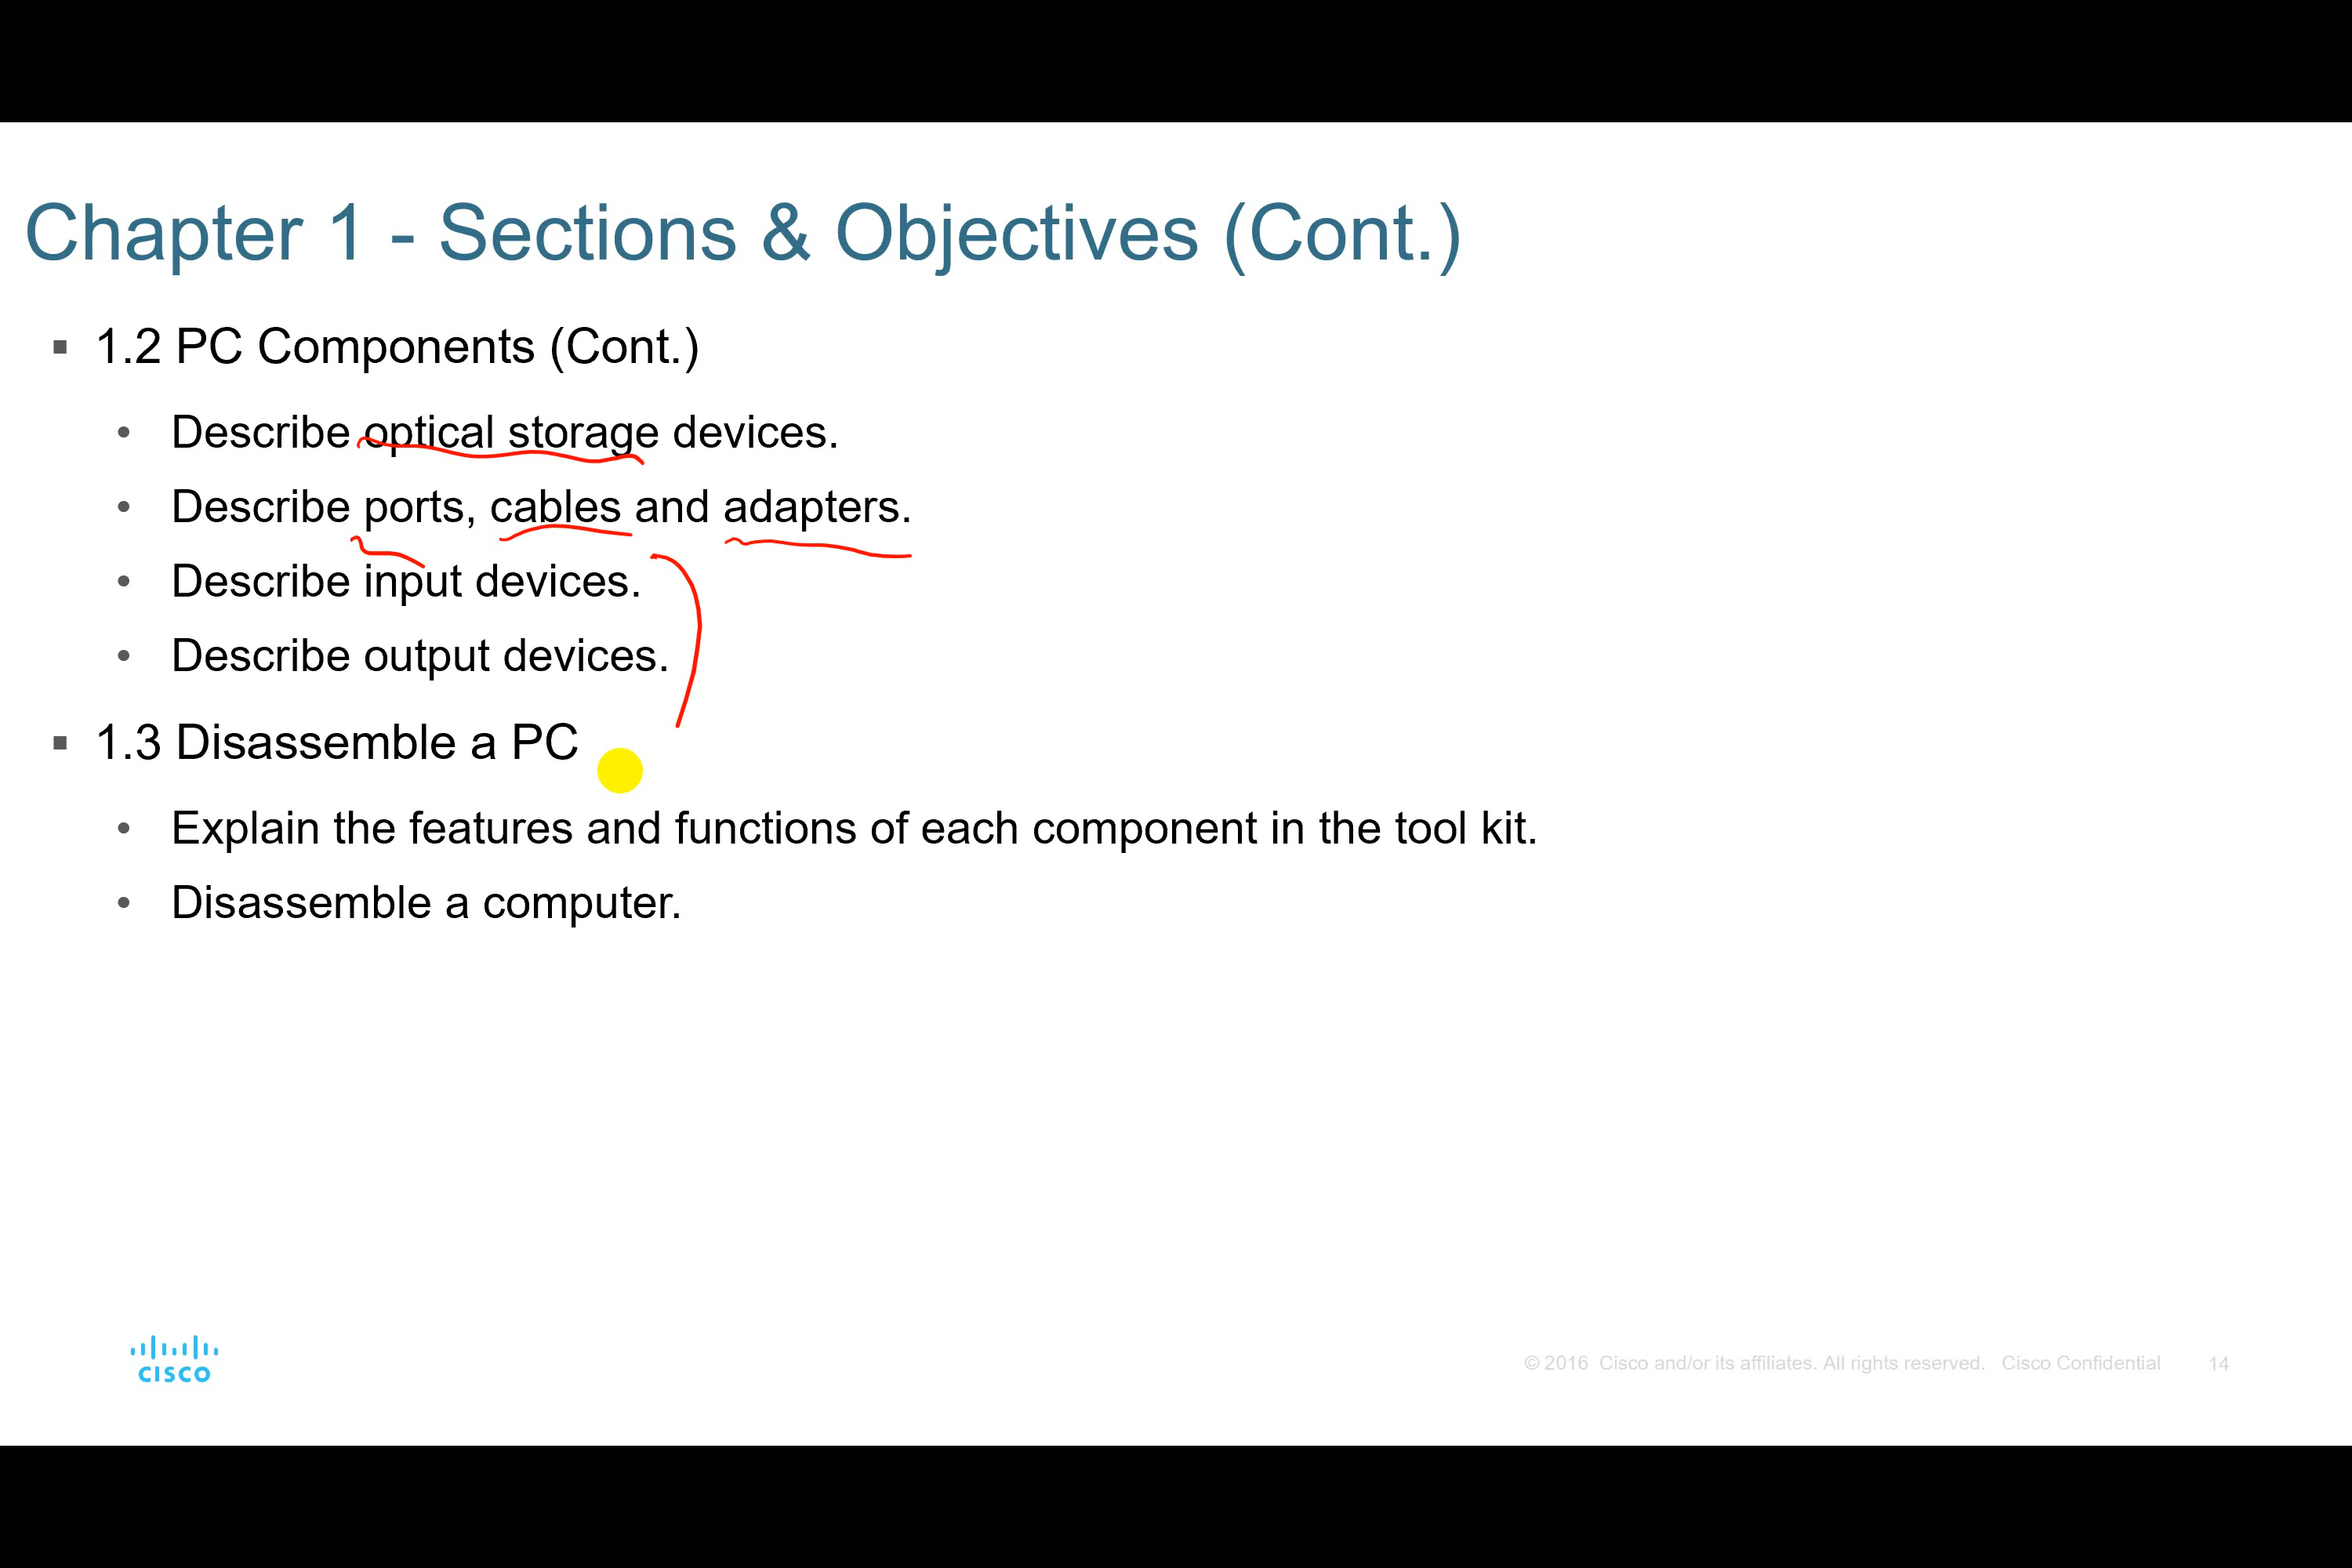 Chapter 1 - Sections & Objectives (Cont.)
▪ 1.2 PC Components (Cont.)
• Describe optical storage devices.
• Describe ports, cables and adapters.
• Describe input devices.
• Describe output devices.
▪ 1.3 Disassemble a PC
• Explain the features and functions of each component in the tool kit.
• Disassemble a computer.
CISCO
© 2016 Cisco and/or its affiliates. All rights reserved. Cisco Confidential 14